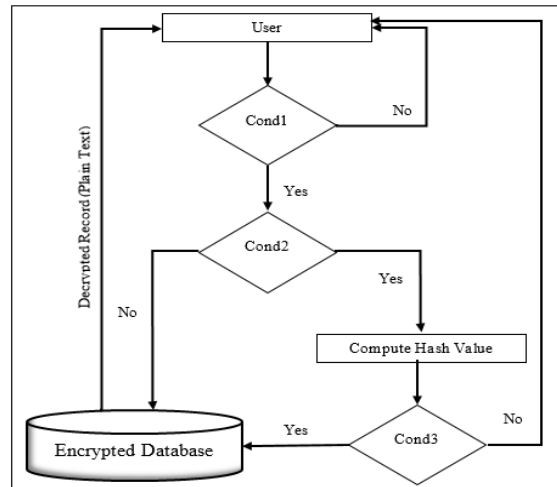 User
Cond1
No
Yes
Cond2
Decrypted Record (Plain Text)
No
Yes
Compute Hash Value
Encrypted Database
Yes
Cond3
No